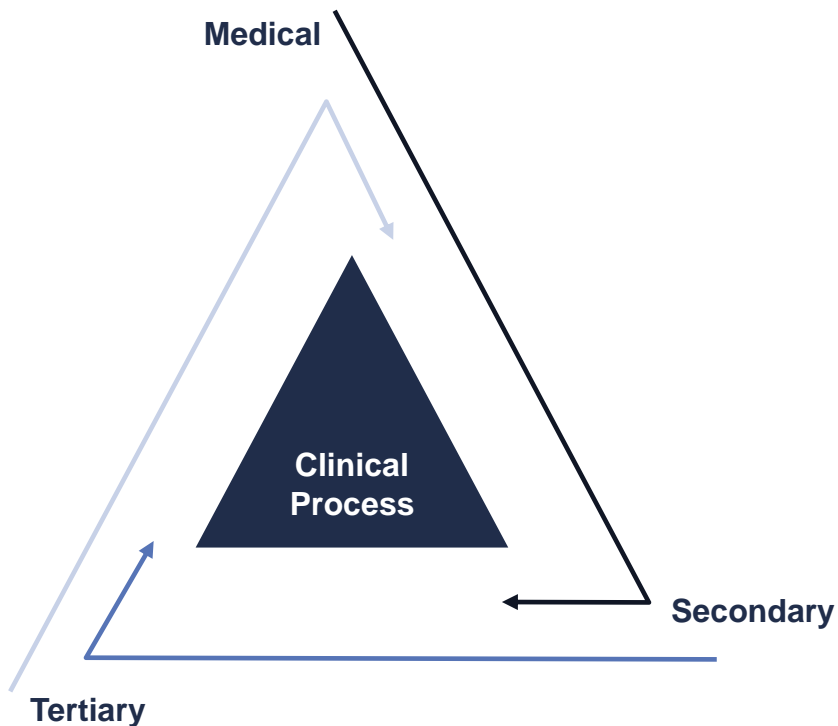 Medical
Clinical
Process
Secondary
Tertiary